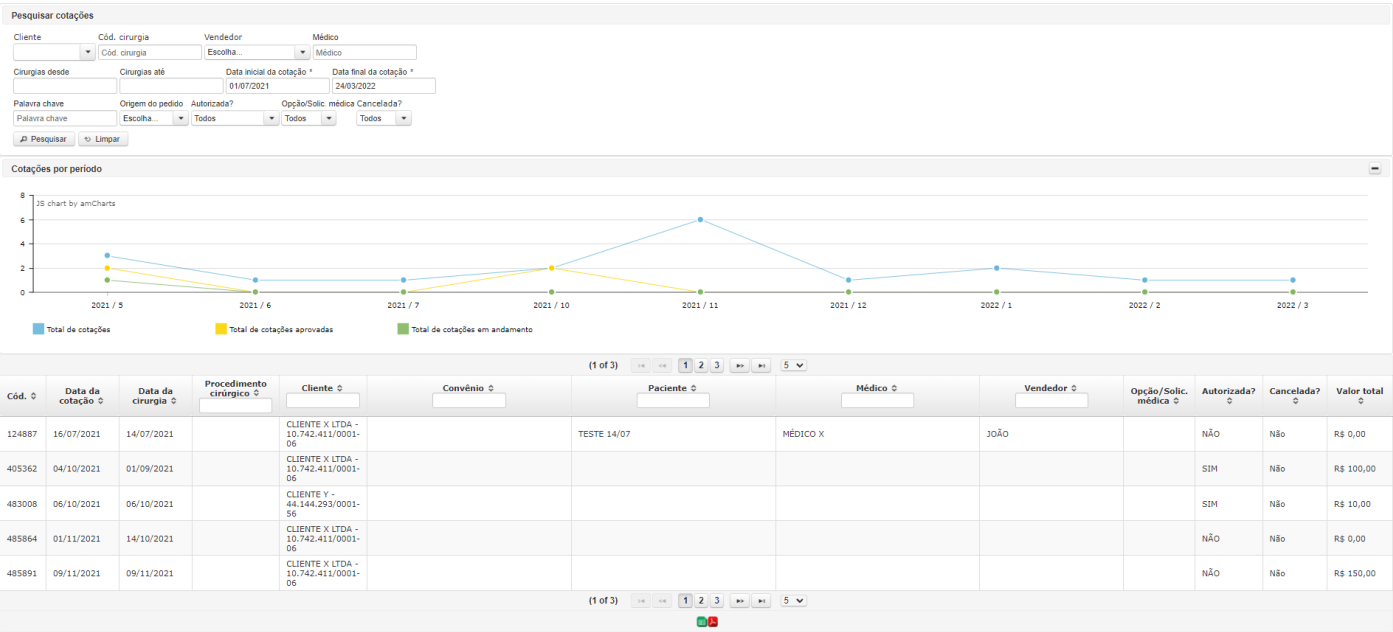 Pesquisar cotações
Cliente Cód. cirurgia Vendedor Médico
Cód. cirurgia Escolha... Médico
Cirurgias desde Cirurgias até Data inicial da cotação * Data final da cotação *
01/07/2021 24/03/2022
Palavra chave Origem do pedido Autorizada? Opção/Solic. médica Cancelada?
Palavra chave Escolha... Todos Todos Todos
Pesquisar Limpar
Cotações por período
8
JS chart by amCharts
6
4
2
0
2021 / 5 2021 / 6 2021 / 7 2021 / 10 2021 / 11 2021 / 12 2022 / 1 2022 / 2 2022 / 3
Total de cotações Total de cotações aprovadas Total de cotações em andamento
(1 of 3) 1 2 3 5
Cód. Data da cotação Data da cirurgia Procedimento cirúrgico Cliente Convênio Paciente Médico Vendedor Opção/Solic. médica Autorizada? Cancelada? Valor total
124887 16/07/2021 14/07/2021 CLIENTE X LTDA - 10.742.411/0001-06 TESTE 14/07 MÉDICO X JOÃO NÃO Não R$ 0,00
405362 04/10/2021 01/09/2021 CLIENTE X LTDA - 10.742.411/0001-06 SIM Não R$ 100,00
483008 06/10/2021 06/10/2021 CLIENTE Y - 44.144.293/0001-56 SIM Não R$ 10,00
485864 01/11/2021 14/10/2021 CLIENTE X LTDA - 10.742.411/0001-06 NÃO Não R$ 0,00
485891 09/11/2021 09/11/2021 CLIENTE X LTDA - 10.742.411/0001-06 NÃO Não R$ 150,00
(1 of 3) 1 2 3 5